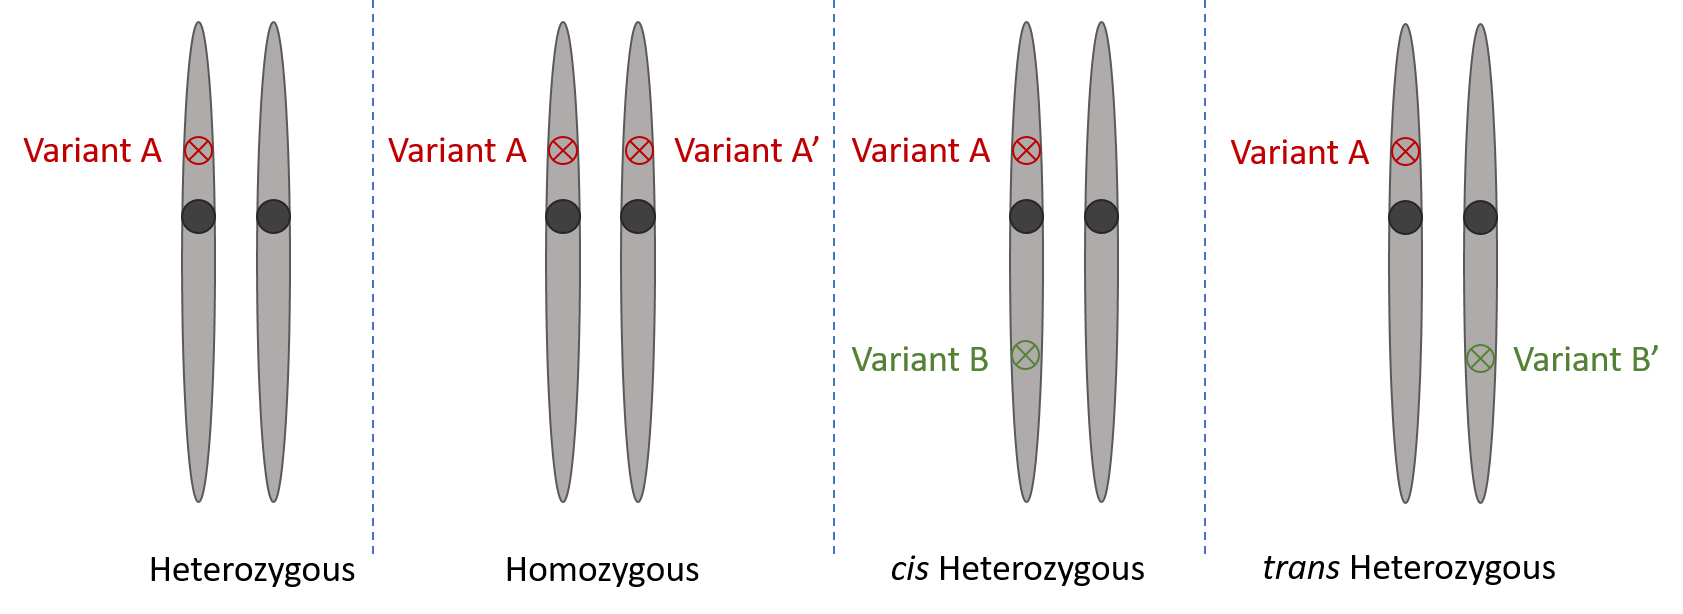 Variant A
Heterozygous
Variant A
Variant A’
Homozygous
Variant A
Variant B
cis Heterozygous
Variant A
Variant B’
trans Heterozygous